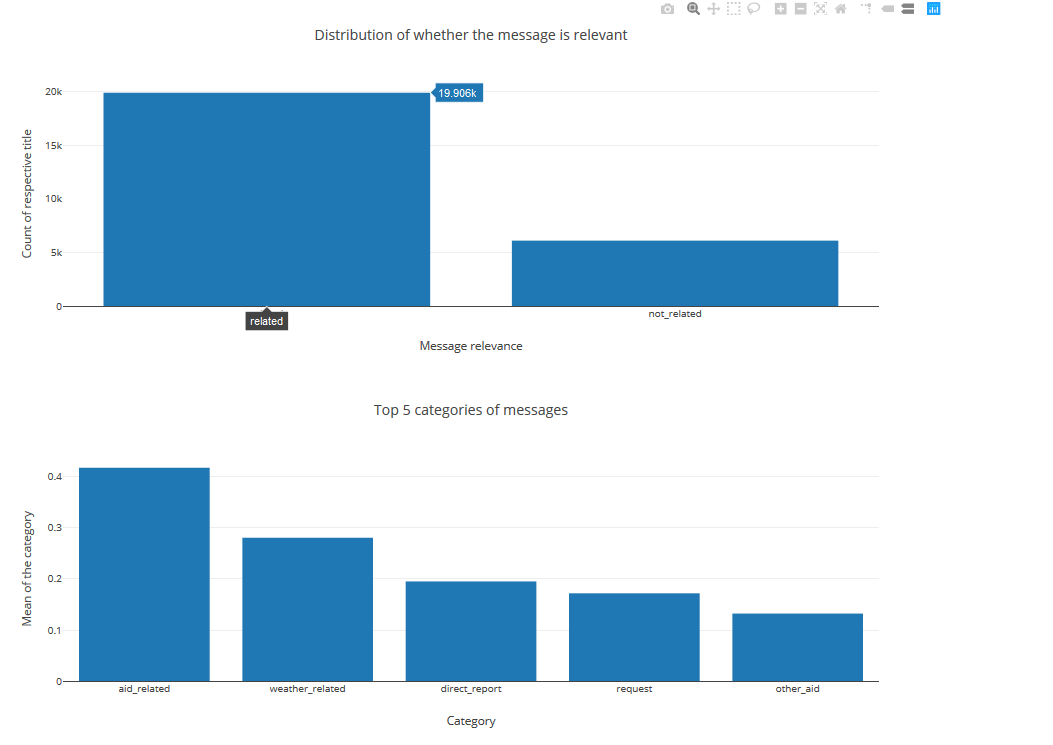 Distribution of whether the message is relevant
20k
19.906k
15k
10k
5k
0
Count of respective title
related
not_related
Message relevance
Top 5 categories of messages
0.4
0.3
0.2
0.1
0
Mean of the category
aid_related weather_related direct_report request other_aid
Category